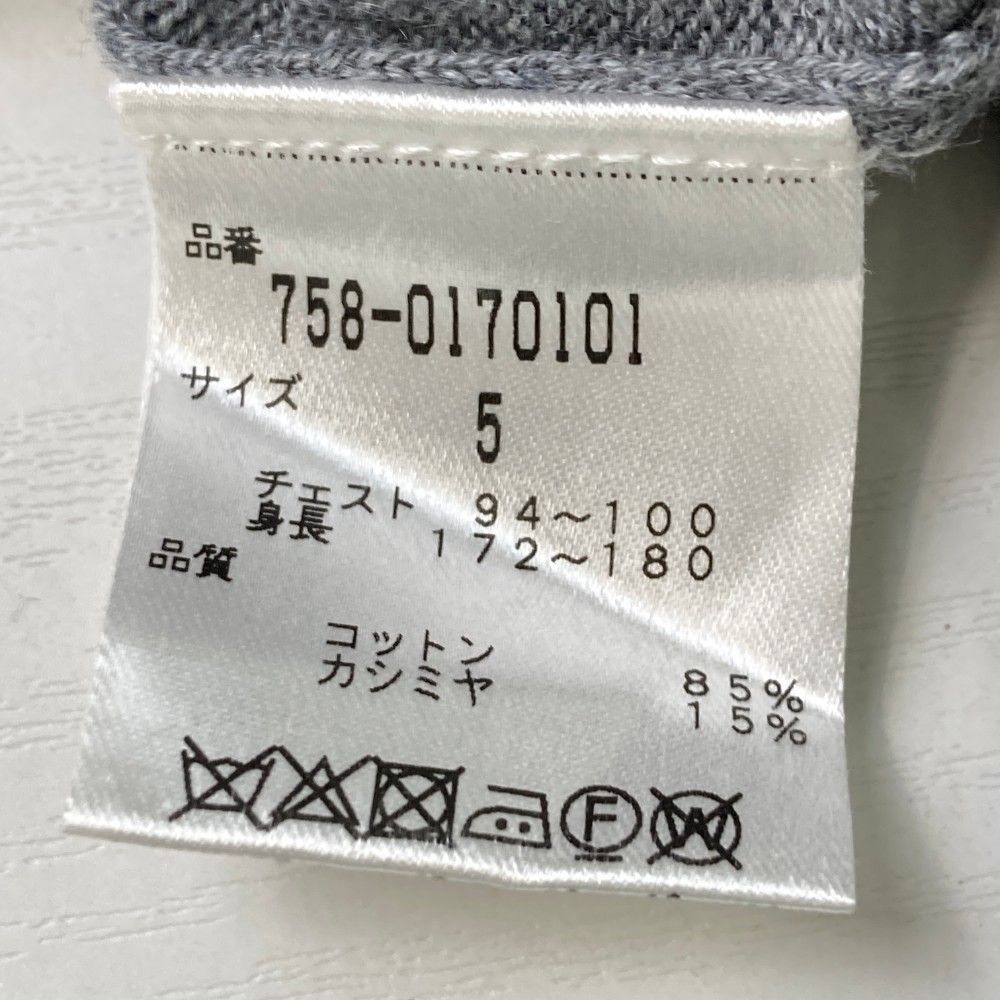 品番
758-0170101
サイズ 5
チェスト 94～100
身長 172～180
品質
コットン 85%
カシミヤ 15%
F W